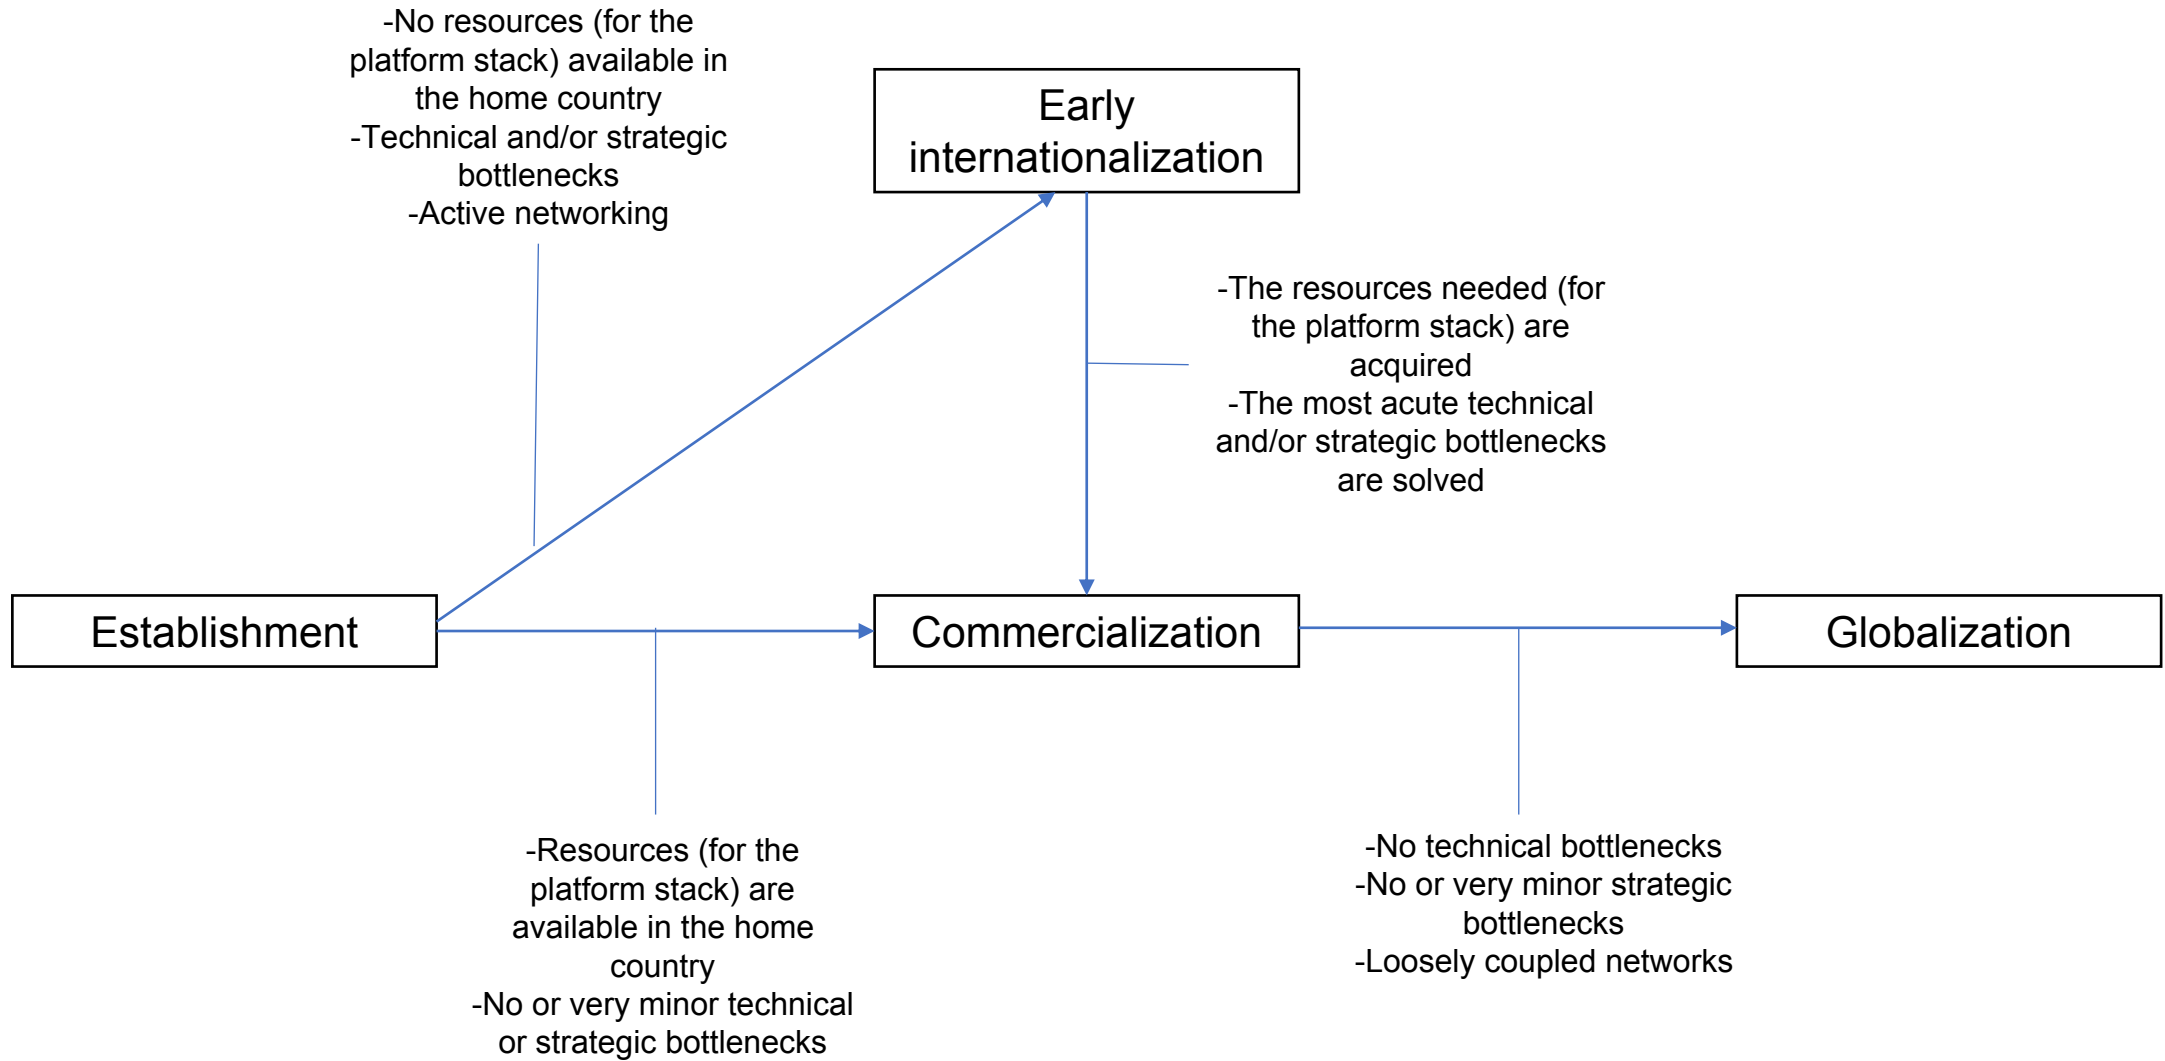 -No resources (for the
platform stack) available in
the home country
-Technical and/or strategic
bottlenecks
-Active networking
Early
internationalization
-The resources needed (for
the platform stack) are
acquired
-The most acute technical
and/or strategic bottlenecks
are solved
Establishment
Commercialization
Globalization
-Resources (for the
platform stack) are
available in the home
country
-No or very minor technical
or strategic bottlenecks
-No technical bottlenecks
-No or very minor strategic
bottlenecks
-Loosely coupled networks